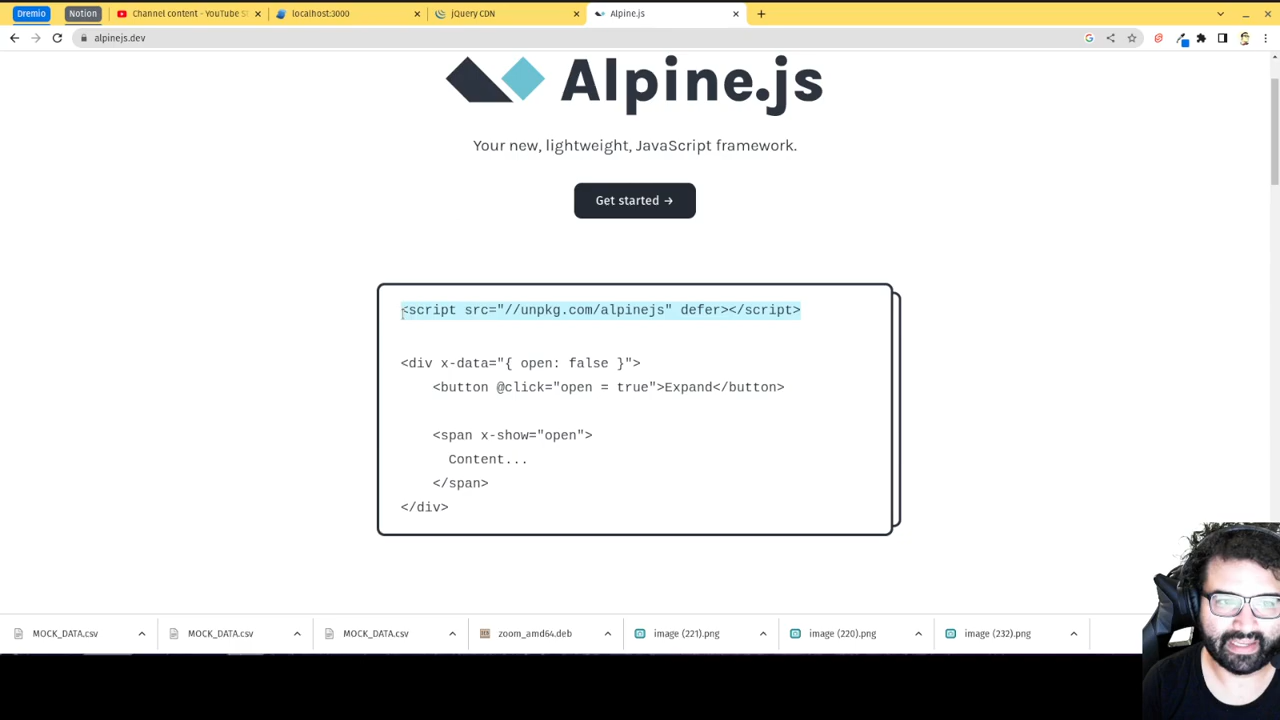 Dremio
Notion
Channel content - YouTube S
localhost:3000
jQuery CDN
Alpine.js
alpinejs.dev
Alpine.js
Your new, lightweight, JavaScript framework.
Get started →
<script src="//unpkg.com/alpinejs" defer></script>
<div x-data="{ open: false }">
<button @click="open = true">Expand</button>
<span x-show="open">
Content...
</span>
</div>
MOCK_DATA.csv
MOCK_DATA.csv
MOCK_DATA.csv
zoom_amd64.deb
image (221).png
image (220).png
image (232).png